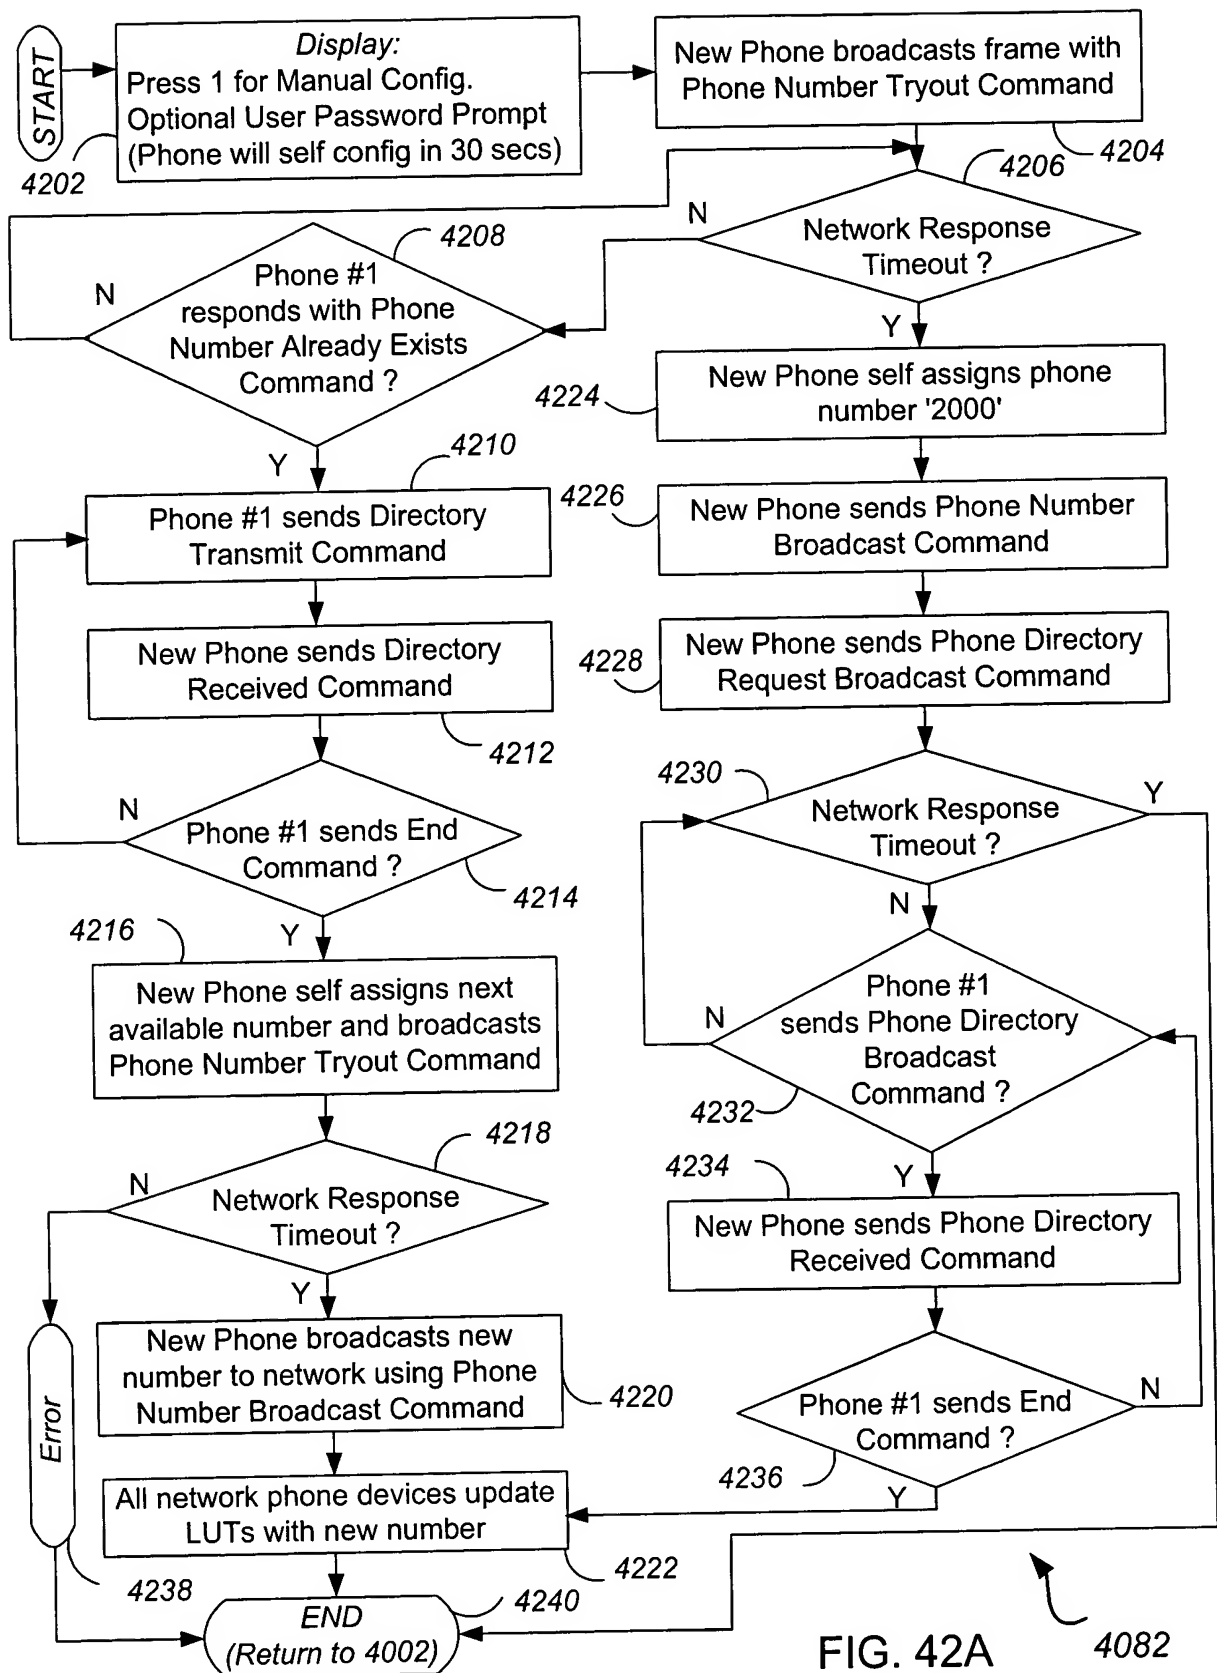 START
Display:
Press 1 for Manual Config.
Optional User Password Prompt
(Phone will self config in 30 secs)
4202
New Phone broadcasts frame with
Phone Number Tryout Command
4204
4206
Network Response
Timeout ?
N
Y
4208
Phone #1
responds with Phone
Number Already Exists
Command ?
N
Y
4210
Phone #1 sends Directory
Transmit Command
New Phone sends Directory
Received Command
4212
Phone #1 sends End
Command ?
N
4214
Y
4216
New Phone self assigns next
available number and broadcasts
Phone Number Tryout Command
4218
Network Response
Timeout ?
N
Y
New Phone broadcasts new
number to network using Phone
Number Broadcast Command
4220
All network phone devices update
LUTs with new number
4222
Error
4238
4240
END
(Return to 4002)
4224
New Phone self assigns phone
number '2000'
4226
New Phone sends Phone Number
Broadcast Command
4228
New Phone sends Phone Directory
Request Broadcast Command
4230
Network Response
Timeout ?
Y
N
Phone #1
sends Phone Directory
Broadcast
Command ?
N
4232
Y
4234
New Phone sends Phone Directory
Received Command
Phone #1 sends End
Command ?
N
4236
Y
FIG. 42A
4082